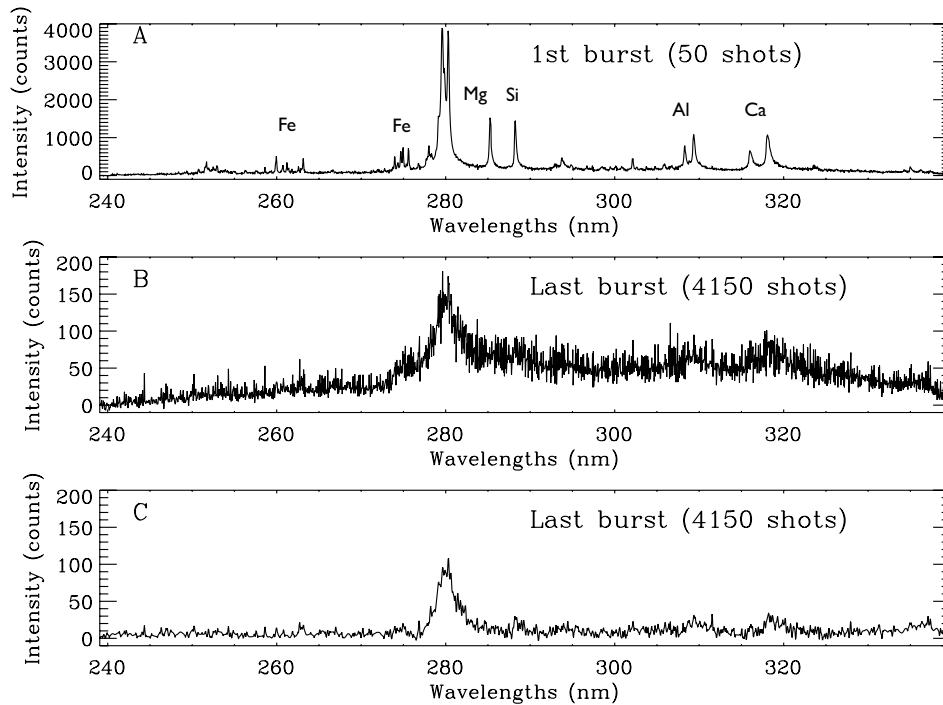 A
1st burst (50 shots)
Fe
Fe
Mg
Si
Al
Ca
Intensity (counts)
4000
3000
2000
1000
0
240
260
280
300
320
Wavelengths (nm)
B
Last burst (4150 shots)
Intensity (counts)
200
150
100
50
0
240
260
280
300
320
Wavelengths (nm)
C
Last burst (4150 shots)
Intensity (counts)
200
150
100
50
0
240
260
280
300
320
Wavelengths (nm)